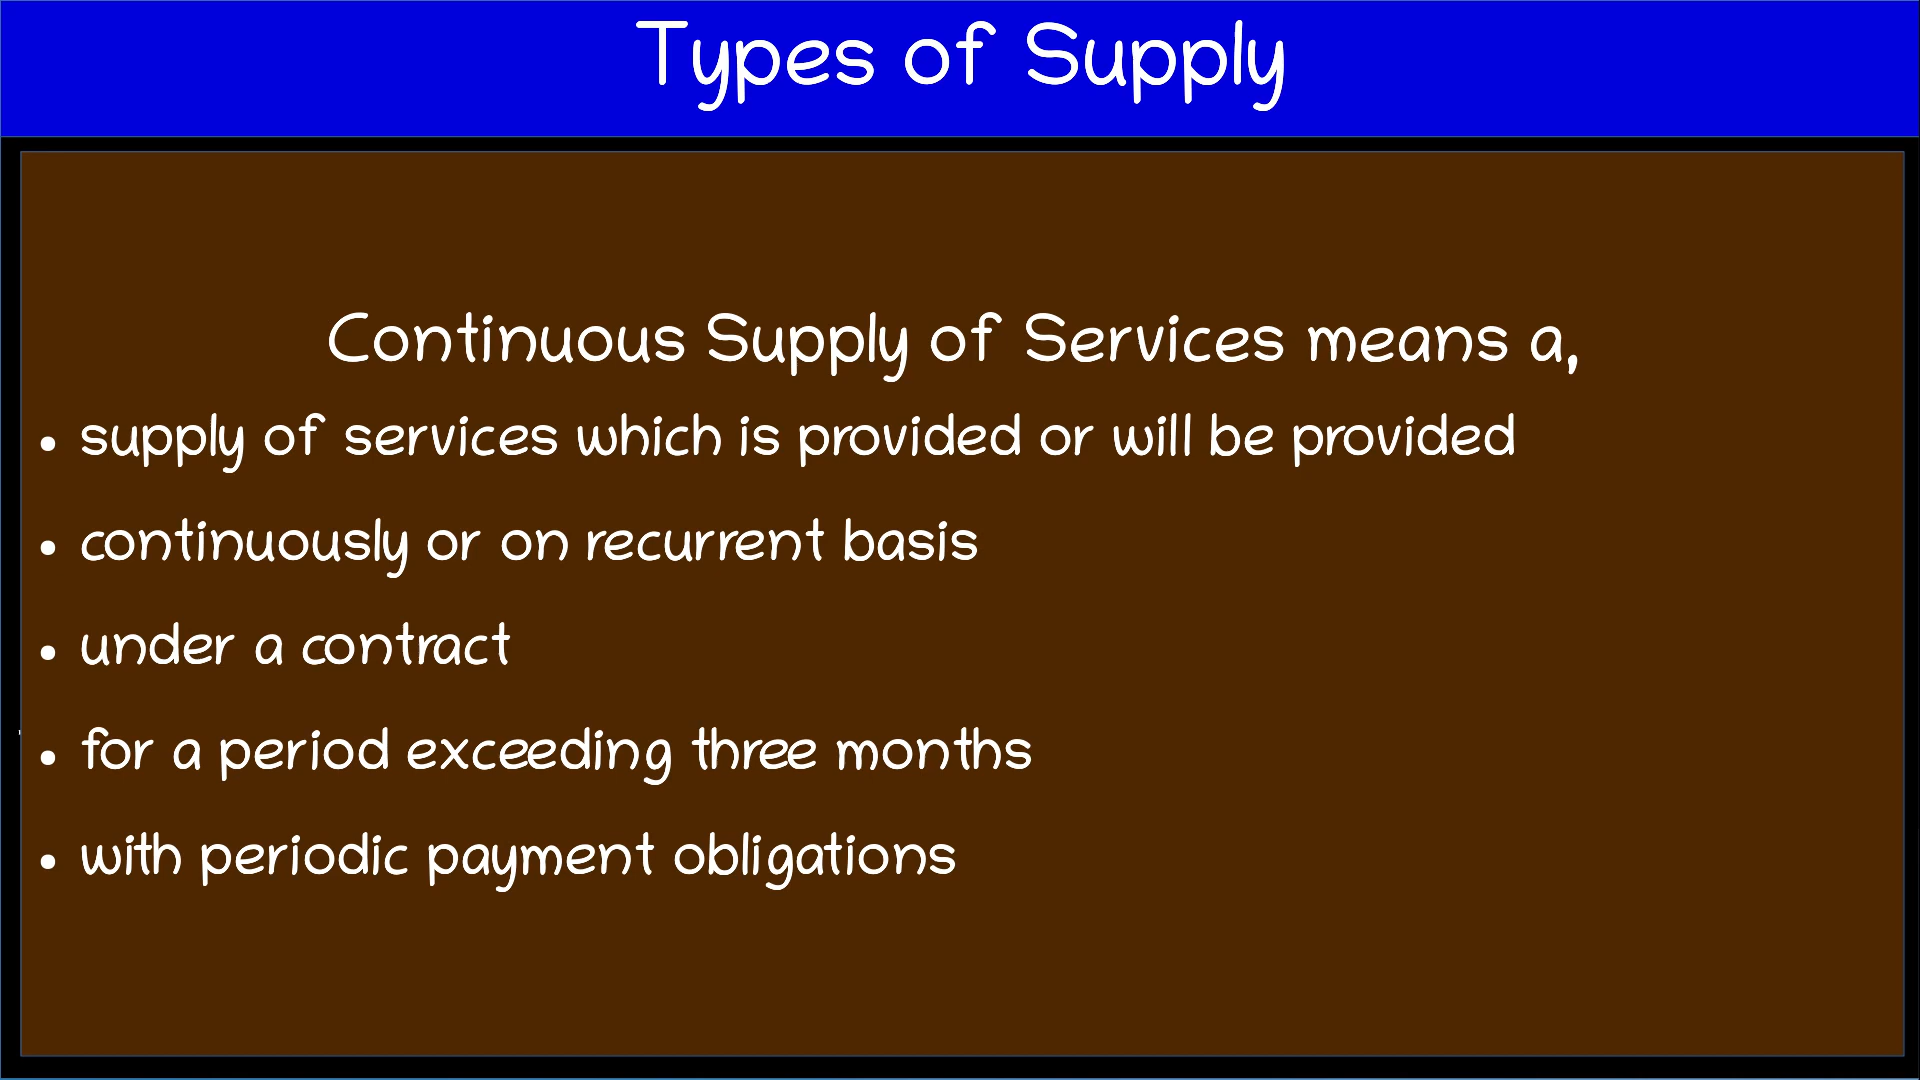 Types of Supply
Continuous Supply of Services means a,
• supply of services which is provided or will be provided
• continuously or on recurrent basis
• under a contract
• for a period exceeding three months
• with periodic payment obligations